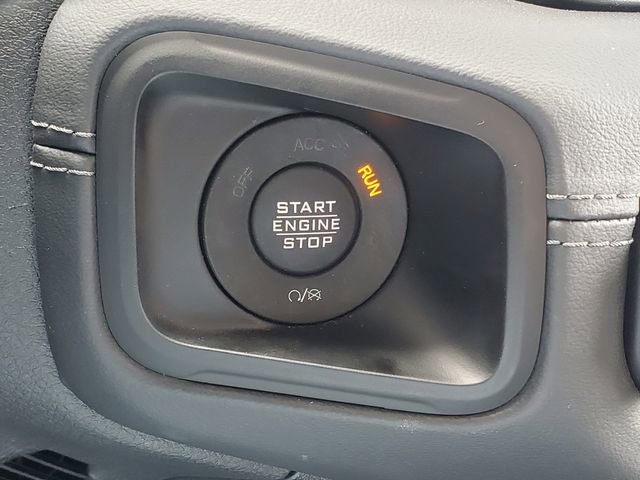 ACC
OFF
RUN
START
ENGINE
STOP